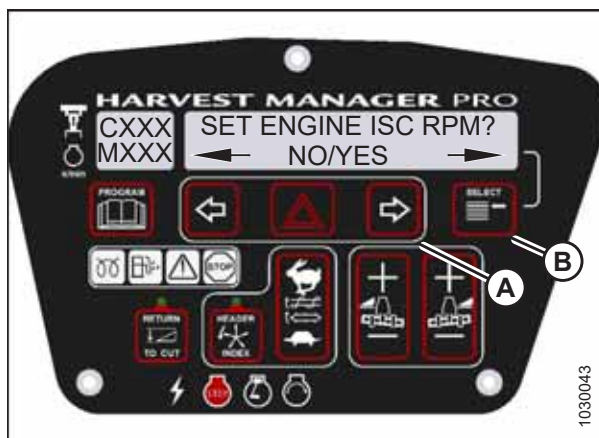 HARVEST MANAGER PRO
CXXX
MXXX
SET ENGINE ISC RPM?
NO/YES
PROGRAM
SELECT
A
B
RETURN
TO CUT
HEADER
INDEX
STOP
1030043